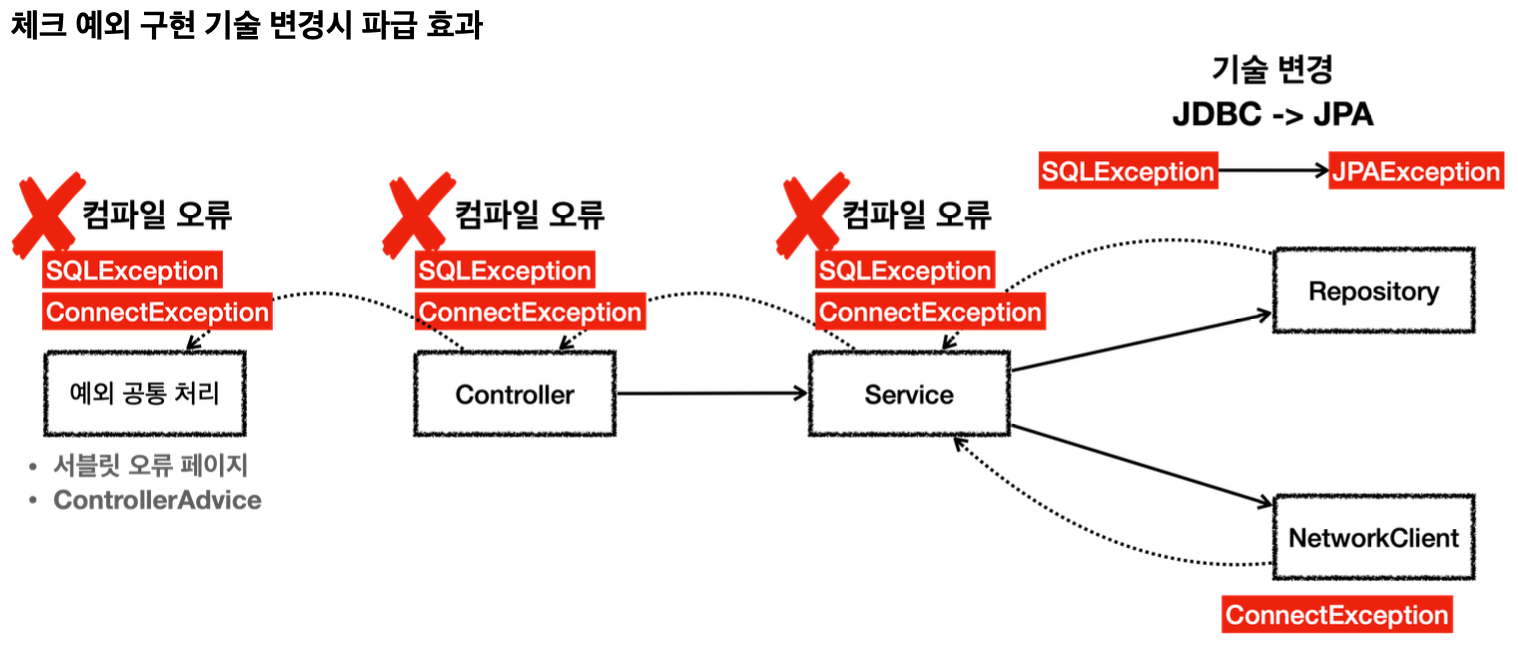 체크 예외 구현 기술 변경시 파급 효과
기술 변경
JDBC -> JPA
SQLException
JPAException
컴파일 오류
SQLException
ConnectException
컴파일 오류
SQLException
ConnectException
컴파일 오류
SQLException
ConnectException
예외 공통 처리
Controller
Service
Repository
• 서블릿 오류 페이지
• ControllerAdvice
NetworkClient
ConnectException